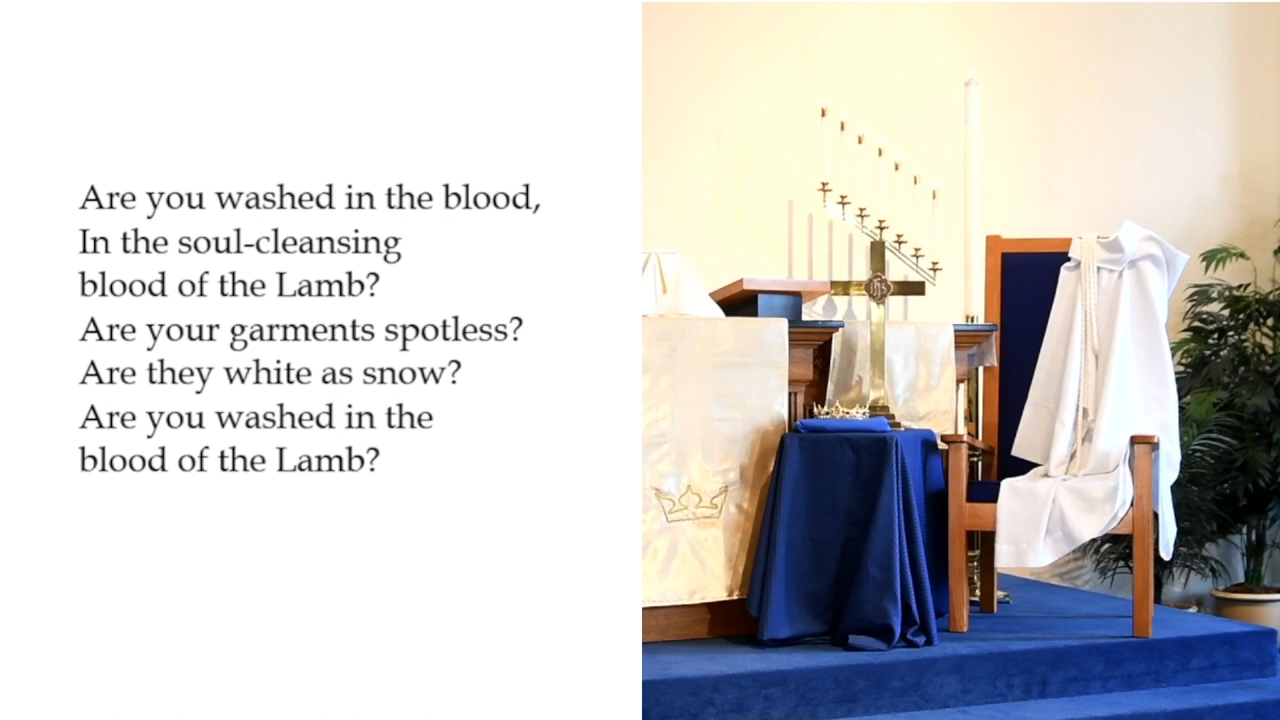 Are you washed in the blood,
In the soul-cleansing
blood of the Lamb?
Are your garments spotless?
Are they white as snow?
Are you washed in the
blood of the Lamb?
ihs